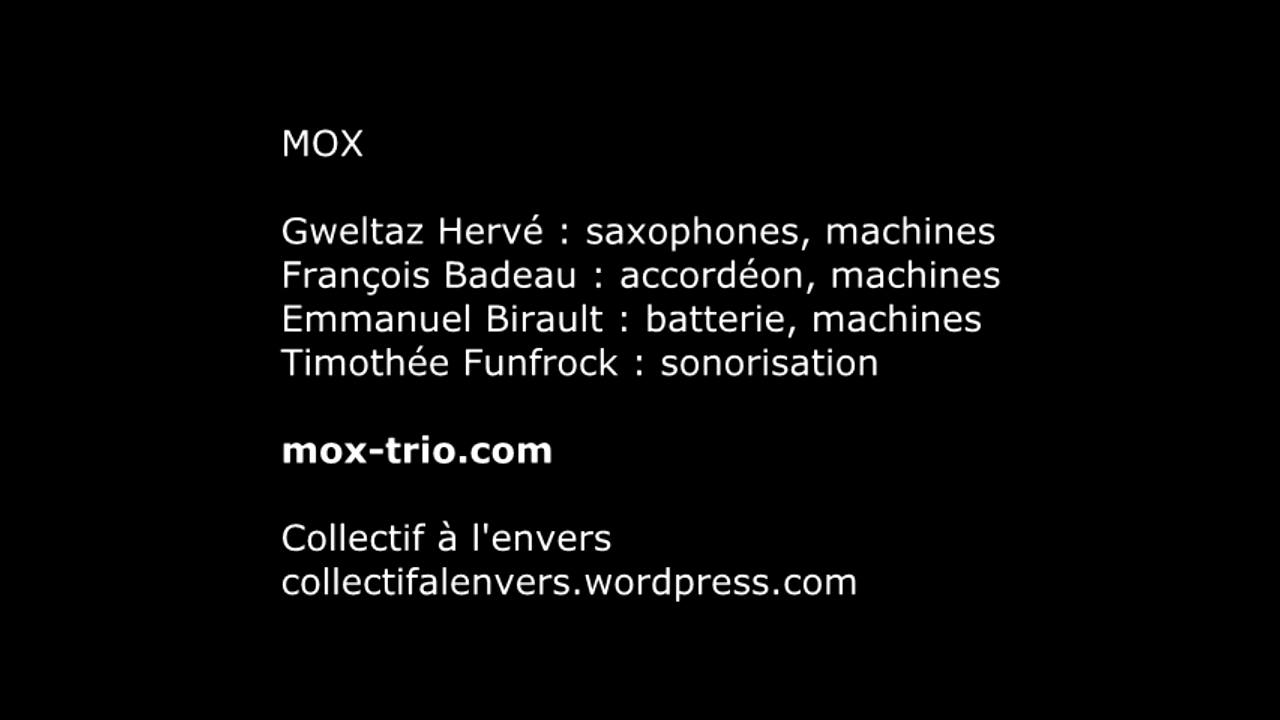 MOX
Gweltaz Hervé : saxophones, machines
François Badeau : accordéon, machines
Emmanuel Birault : batterie, machines
Timothée Funfrock : sonorisation
mox-trio.com
Collectif à l'envers
collectifalenvers.wordpress.com